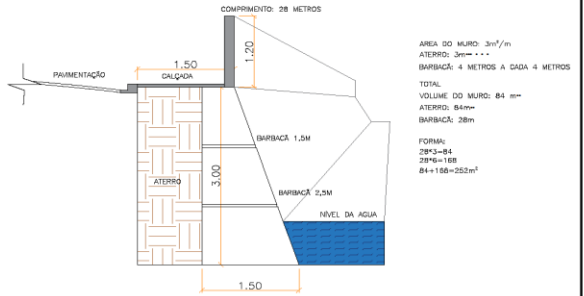 COMPRIMENTO: 28 METROS
1.50
1.20
PAVIMENTAÇÃO
CALÇADA
BARBACÃ 1,5M
ATERRO
3.00
BARBACÃ 2,5M
NÍVEL DA AGUA
1.50
AREA DO MURO: 3m²/m
ATERRO: 3m
BARBACÃ: 4 METROS A CADA 4 METROS
TOTAL
VOLUME DO MURO: 84 m
ATERRO: 84m
BARBACÃ: 28m
FORMA:
28*3=84
28*6=168
84+168=252m²